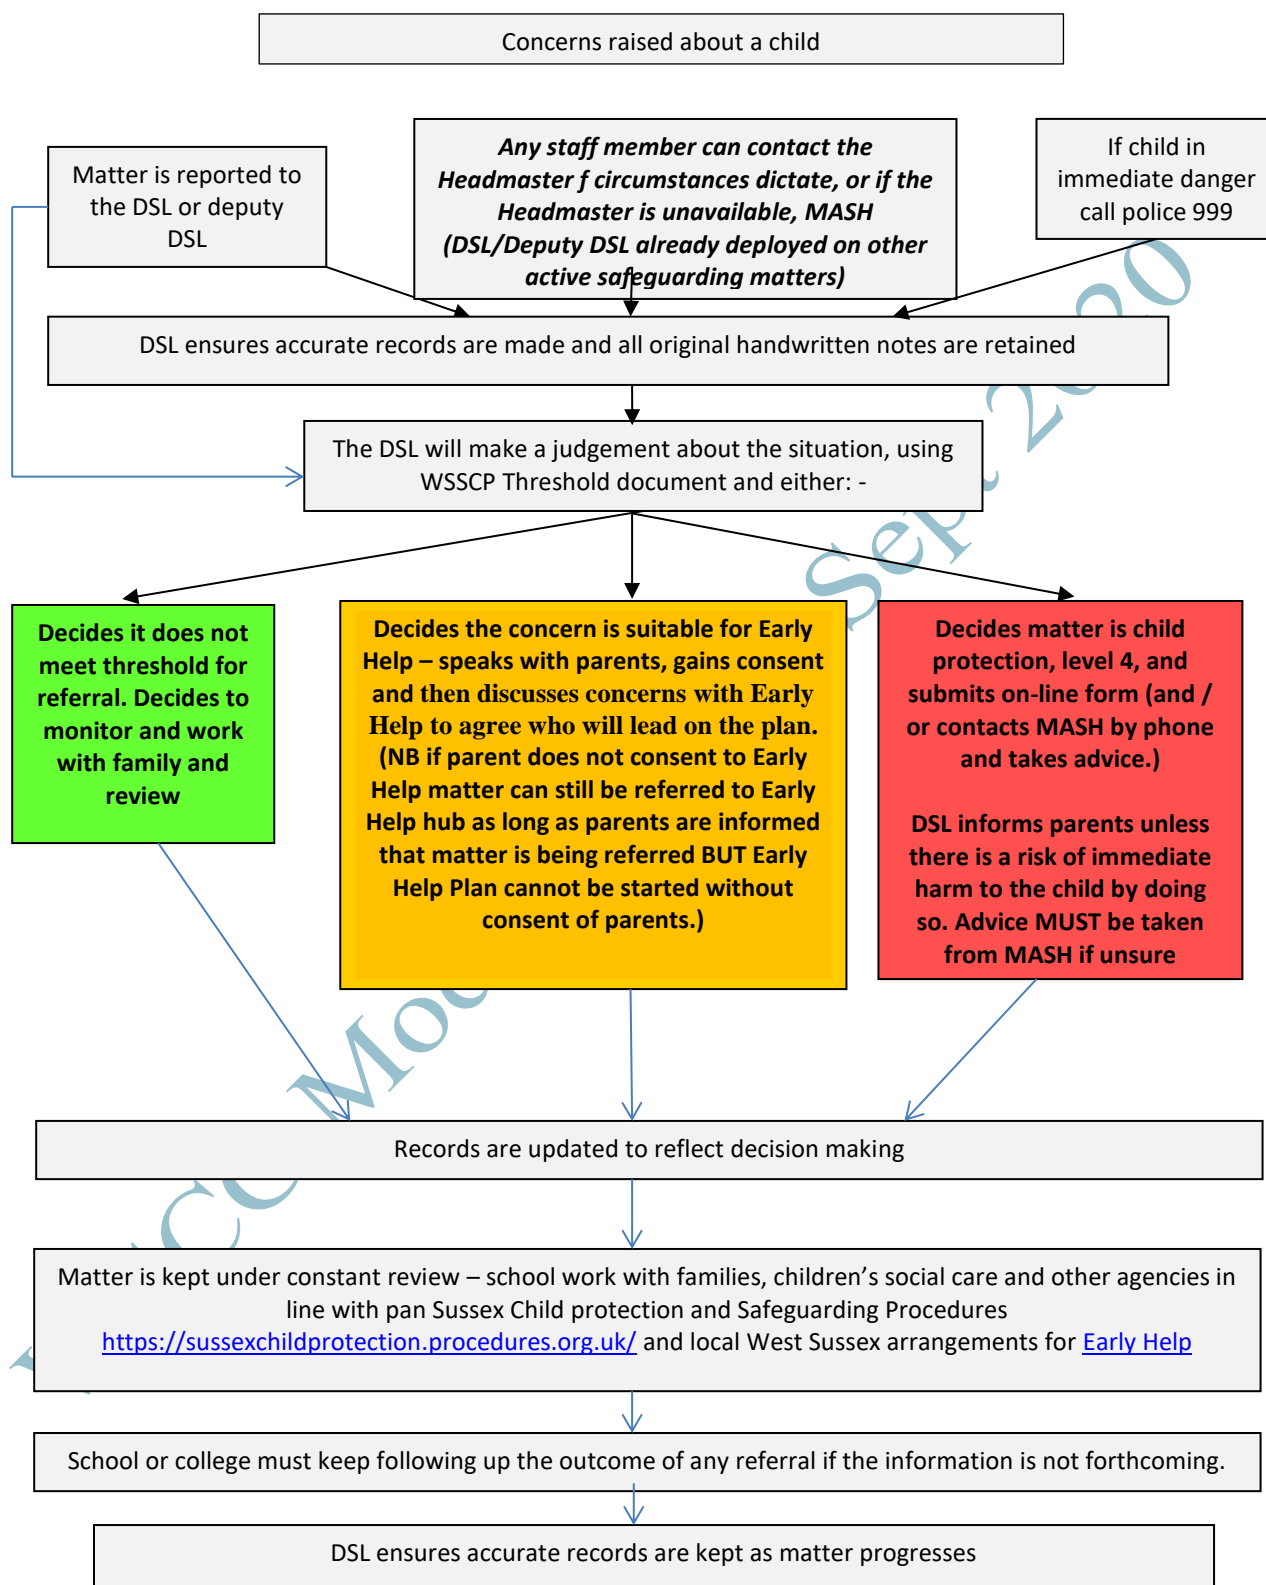 Concerns raised about a child
Matter is reported to
the DSL or deputy
DSL
Any staff member can contact the
Headmaster f circumstances dictate, or if the
Headmaster is unavailable, MASH
(DSL/Deputy DSL already deployed on other
active safeguarding matters)
If child in
immediate danger
call police 999
DSL ensures accurate records are made and all original handwritten notes are retained
The DSL will make a judgement about the situation, using
WSSCP Threshold document and either: -
Decides it does not
meet threshold for
referral. Decides to
monitor and work
with family and
review
Decides the concern is suitable for Early
Help – speaks with parents, gains consent
and then discusses concerns with Early
Help to agree who will lead on the plan.
(NB if parent does not consent to Early
Help matter can still be referred to Early
Help hub as long as parents are informed
that matter is being referred BUT Early
Help Plan cannot be started without
consent of parents.)
Decides matter is child
protection, level 4, and
submits on-line form (and /
or contacts MASH by phone
and takes advice.)
DSL informs parents unless
there is a risk of immediate
harm to the child by doing
so. Advice MUST be taken
from MASH if unsure
Records are updated to reflect decision making
Matter is kept under constant review – school work with families, children’s social care and other agencies in
line with pan Sussex Child protection and Safeguarding Procedures
https://sussexchildprotection.procedures.org.uk/ and local West Sussex arrangements for Early Help
School or college must keep following up the outcome of any referral if the information is not forthcoming.
DSL ensures accurate records are kept as matter progresses
Sept 2020